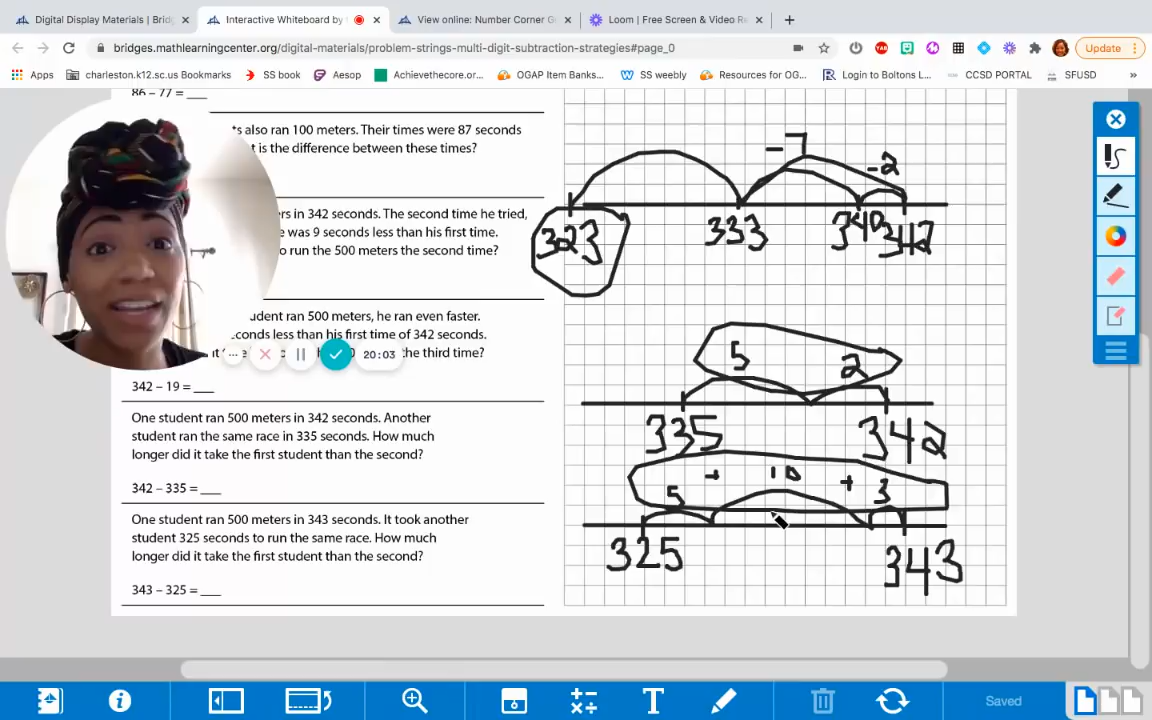 Digital Display Materials | Brid
Interactive Whiteboard by
View online: Number Corner G
Loom | Free Screen & Video Re
bridges.mathlearningcenter.org/digital-materials/problem-strings-multi-digit-subtraction-strategies#page_0
Update
Apps
charleston.k12.sc.us Bookmarks
SS book
Aesop
Achievethecore.org...
OGAP Item Banks...
SS weekly
Resources for OG...
Login to Boltons L...
CCSD PORTAL
SFUSD
»
86 – 77 = ___
ts also ran 100 meters. Their times were 87 seconds
t is the difference between these times?
rs in 342 seconds. The second time he tried,
e was 9 seconds less than his first time.
to run the 500 meters the second time?
udent ran 500 meters, he ran even faster.
conds less than his first time of 342 seconds.
the third time?
20:03
342 – 19 = ___
One student ran 500 meters in 342 seconds. Another
student ran the same race in 335 seconds. How much
longer did it take the first student than the second?
342 – 335 = ___
One student ran 500 meters in 343 seconds. It took another
student 325 seconds to run the same race. How much
longer did it take the first student than the second?
343 – 325 = ___
-7
-2
323 333 340 342
5 2
335 342
5 + 10 + 3
325 343
Saved